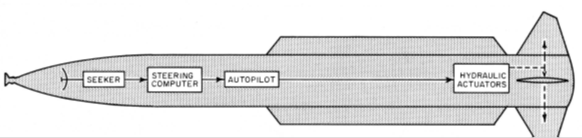 SEEKER
STEERING
COMPUTER
AUTOPILOT
HYDRAULIC
ACTUATORS